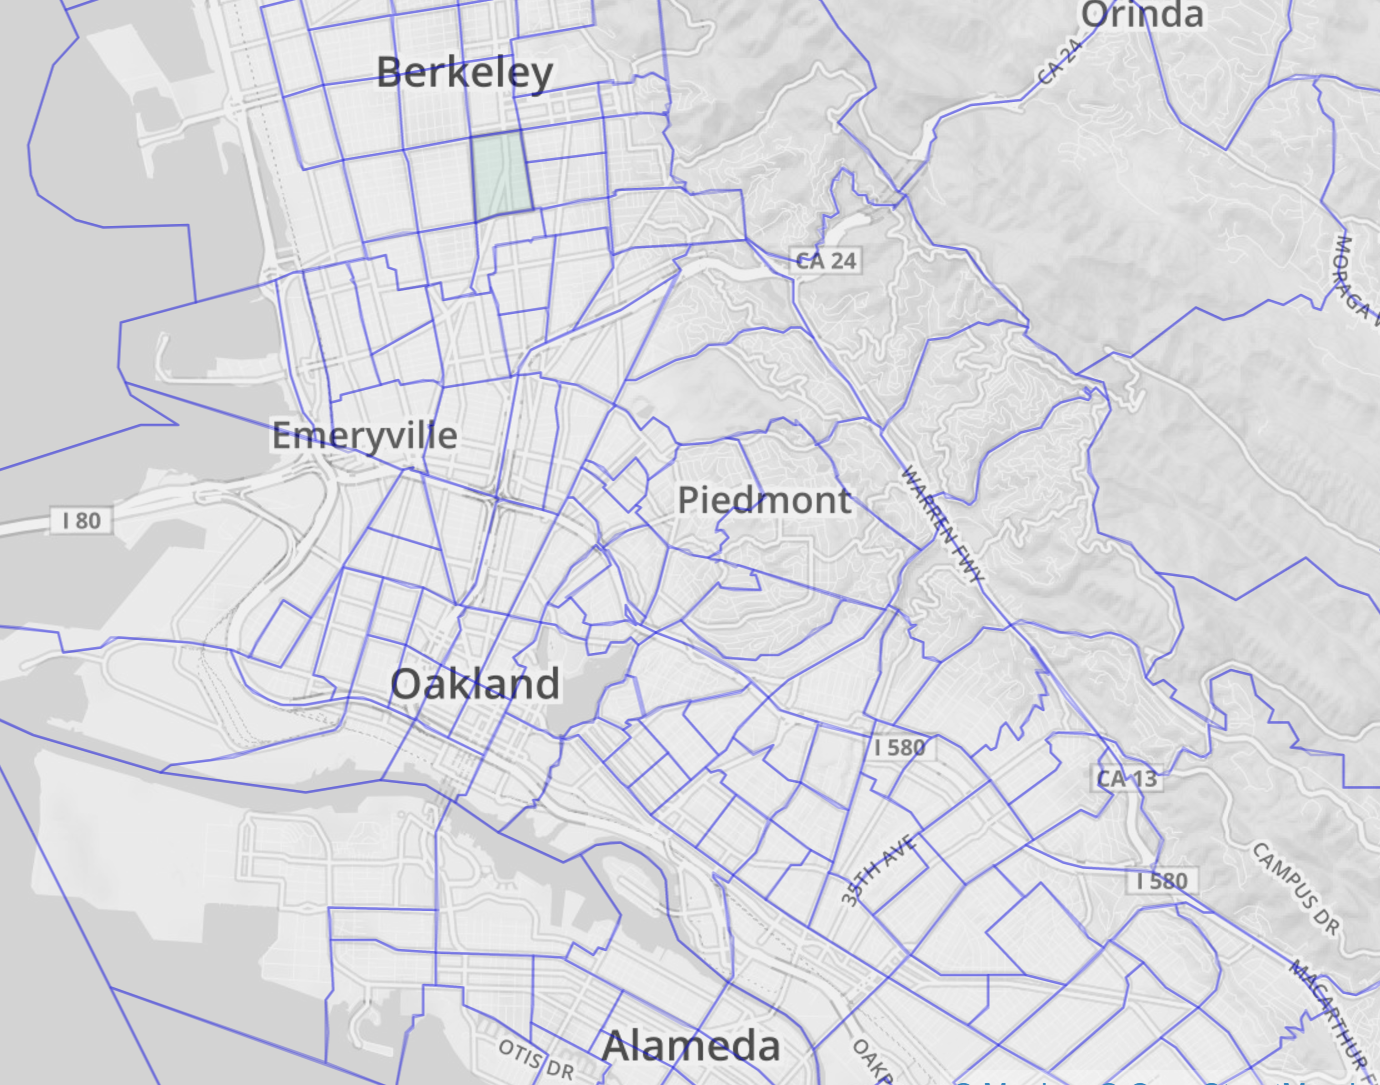 Orinda
CA 24
Berkeley
MORAGA
CA 24
Emeryville
Piedmont
WARREN FWY
I 80
Oakland
I 580
CA 13
35TH AVE
I 580
CAMPUS DR
MACARTHUR F
Alameda
OTIS DR
OAKP